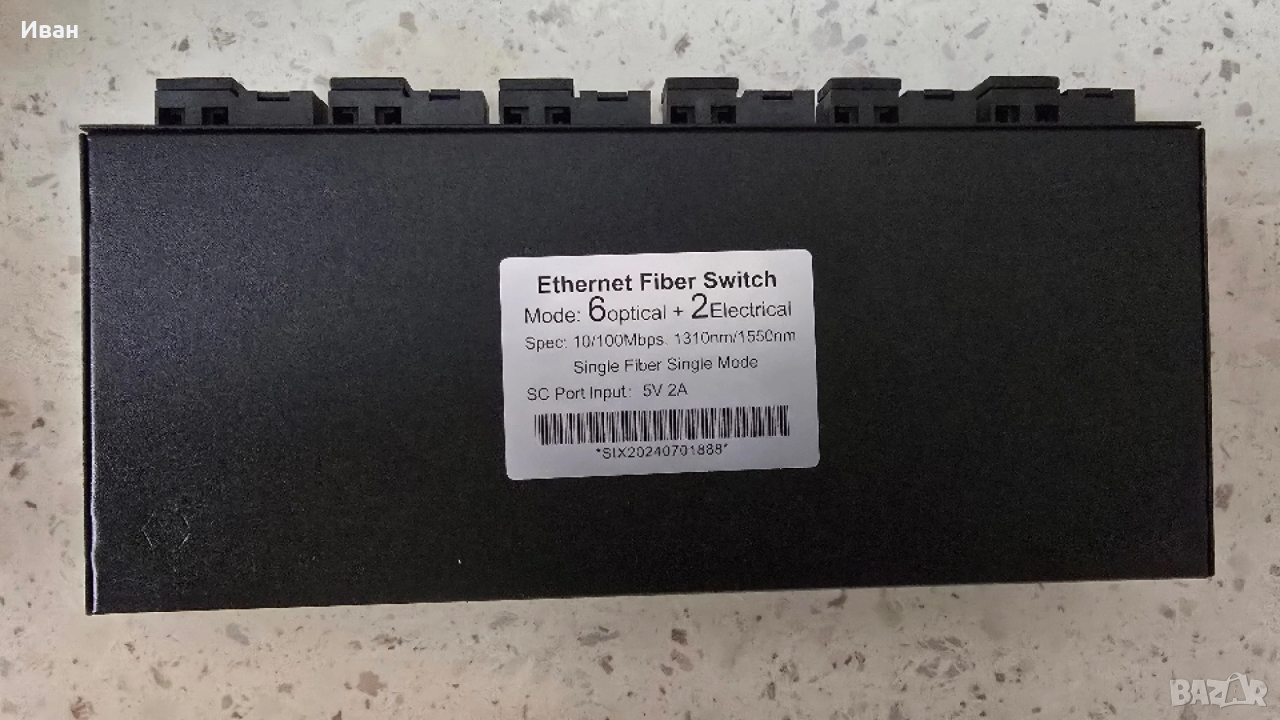 Иван
Ethernet Fiber Switch
Mode: 6optical + 2Electrical
Spec: 10/100Mbps. 1310nm/1550nm
Single Fiber Single Mode
SC Port Input: 5V 2A
*SIX20240701888*
BAZAR